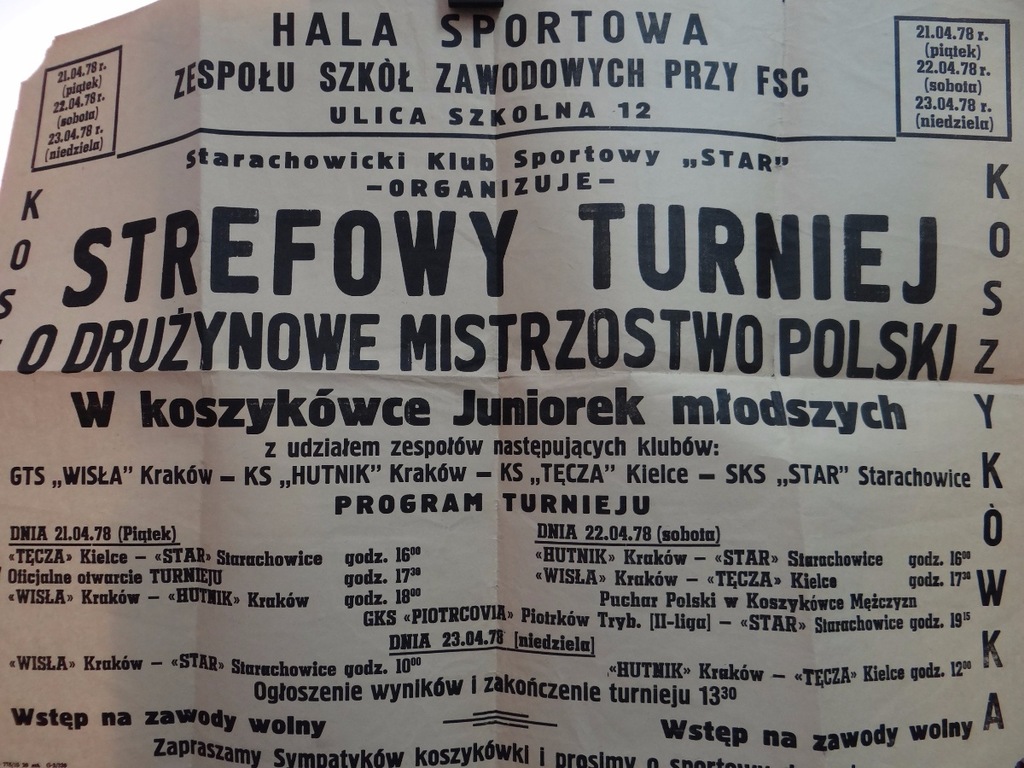 HALA SPORTOWA
ZESPOŁU SZKÓŁ ZAWODOWYCH PRZY FSC
ULICA SZKOLNA 12
21.04.78 r.
(piątek)
22.04.78 r.
(sobota)
23.04.78 r.
(niedziela)
21.04.78 r.
(piątek)
22.04.78 r.
(sobota)
23.04.78 r.
(niedziela)
Starachowicki Klub Sportowy „STAR”
–ORGANIZUJE–
STREFOWY TURNIEJ
O DRUŻYNOWE MISTRZOSTWO POLSKI
W koszykówce Juniorek młodszych
z udziałem zespołów następujących klubów:
GTS „WISŁA” Kraków – KS „HUTNIK” Kraków – KS „TĘCZA” Kielce – SKS „STAR” Starachowice
PROGRAM TURNIEJU
DNIA 21.04.78 (Piątek)
«TĘCZA» Kielce – «STAR» Starachowice godz. 16⁰⁰
Oficjalne otwarcie TURNIEJU godz. 17³⁰
«WISŁA» Kraków – «HUTNIK» Kraków godz. 18⁰⁰
DNIA 22.04.78 (sobota)
«HUTNIK» Kraków – «STAR» Starachowice godz. 16⁰⁰
«WISŁA» Kraków – «TĘCZA» Kielce godz. 17³⁰
Puchar Polski w Koszykówce Mężczyzn
GKS «PIOTRCOVIA» Piotrków Tryb. [II-liga] – «STAR» Starachowice godz. 19¹⁵
DNIA 23.04.78 [niedziela]
«WISŁA» Kraków – «STAR» Starachowice godz. 10⁰⁰
«HUTNIK» Kraków – «TĘCZA» Kielce godz. 12⁰⁰
Ogłoszenie wyników i zakończenie turnieju 13³⁰
Wstęp na zawody wolny
Wstęp na zawody wolny
Zapraszamy Sympatyków koszykówki i prosimy o
K
O
S
K
O
S
Z
Y
K
Ò
W
K
A